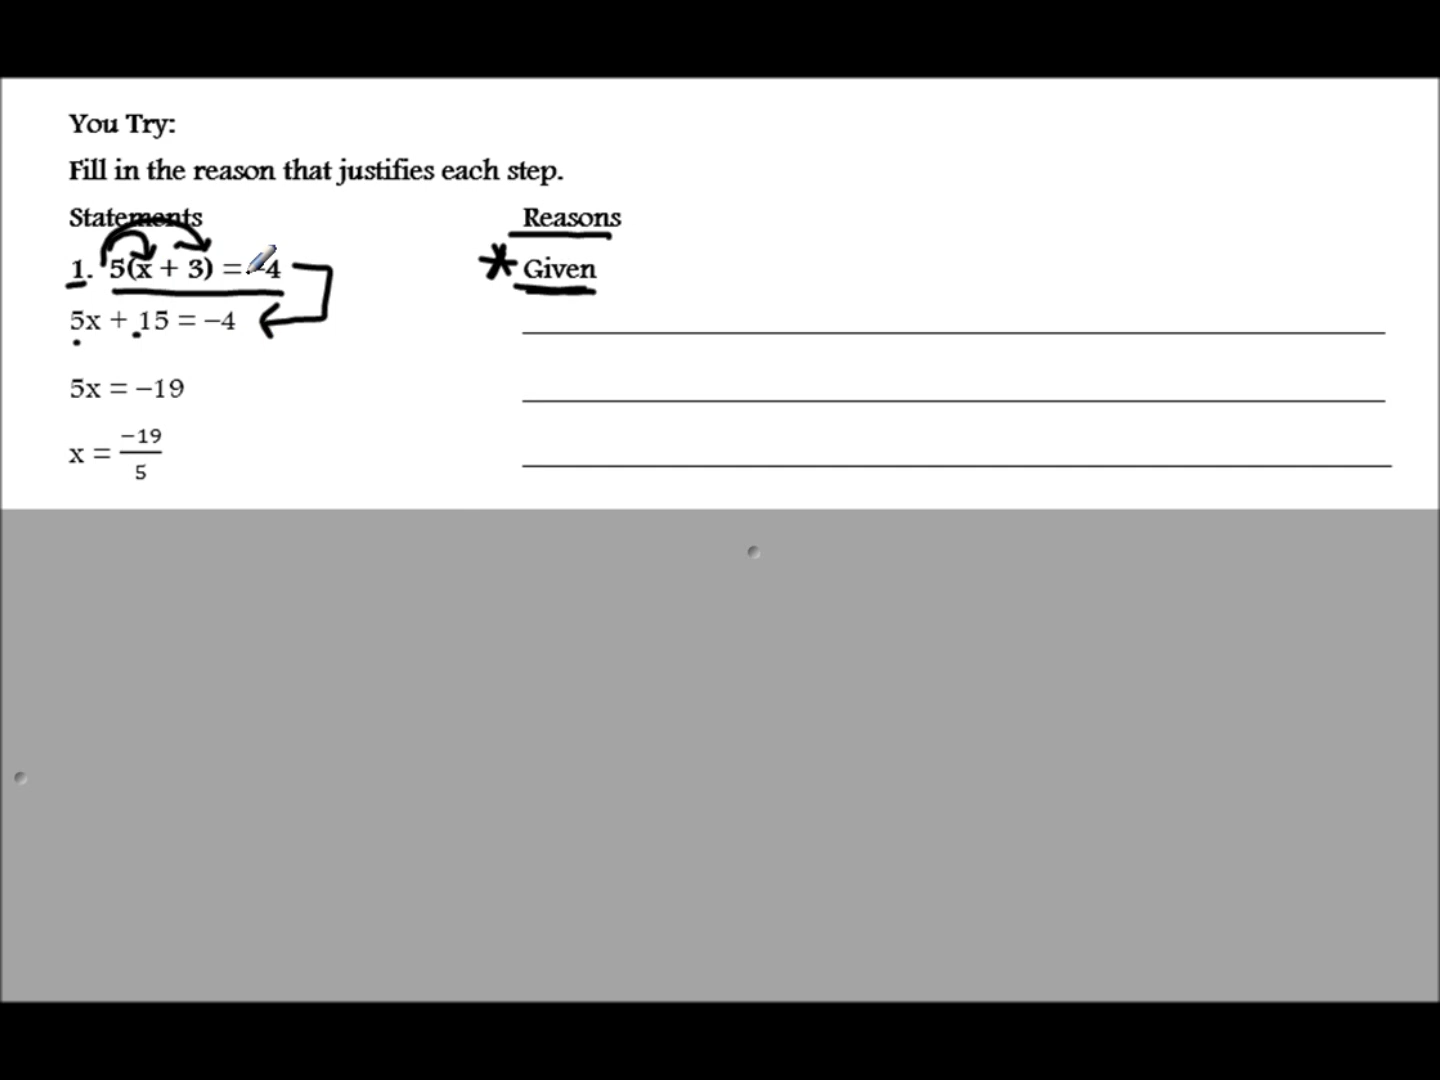 You Try:
Fill in the reason that justifies each step.
Statements Reasons
1. 5(x + 3) = −4 * Given
5x + 15 = −4
5x = −19
x = −19/5